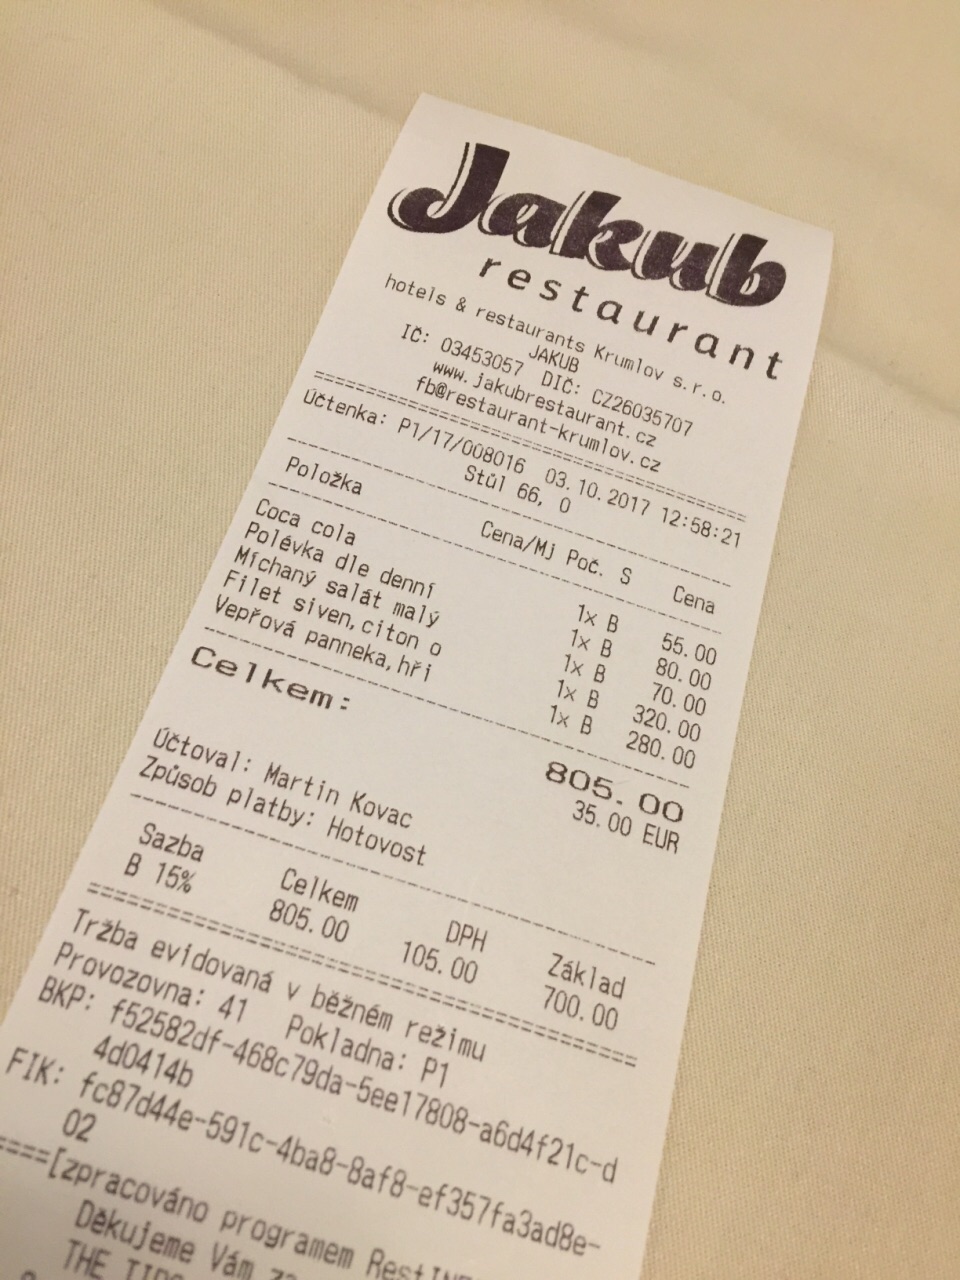 Jakub
restaurant
hotels & restaurants Krumlov s.r.o.
JAKUB
IČ: 03453057 DIČ: CZ26035707
www.jakubrestaurant.cz
fb@restaurant-krumlov.cz
Účtenka: P1/17/008016 03.10.2017 12:58:21
Stůl 66, 0
Položka Cena/Mj Poč. S Cena
Coca cola 1x B 55.00
Polévka dle denní 1x B 80.00
Míchaný salát malý 1x B 70.00
Filet siven,citon o 1x B 320.00
Vepřová panneka,hři 1x B 280.00
Celkem: 805.00
35.00 EUR
Účtoval: Martin Kovac
Způsob platby: Hotovost
Sazba Celkem DPH Základ
B 15% 805.00 105.00 700.00
Tržba evidovaná v běžném režimu
Provozovna: 41 Pokladna: P1
BKP: f52582df-468c79da-5ee17808-a6d4f21c-d
4d0414b
FIK: fc87d44e-591c-4ba8-8af8-ef357fa3ad8e-
02
====[zpracováno programem
Děkujeme Vám
THE